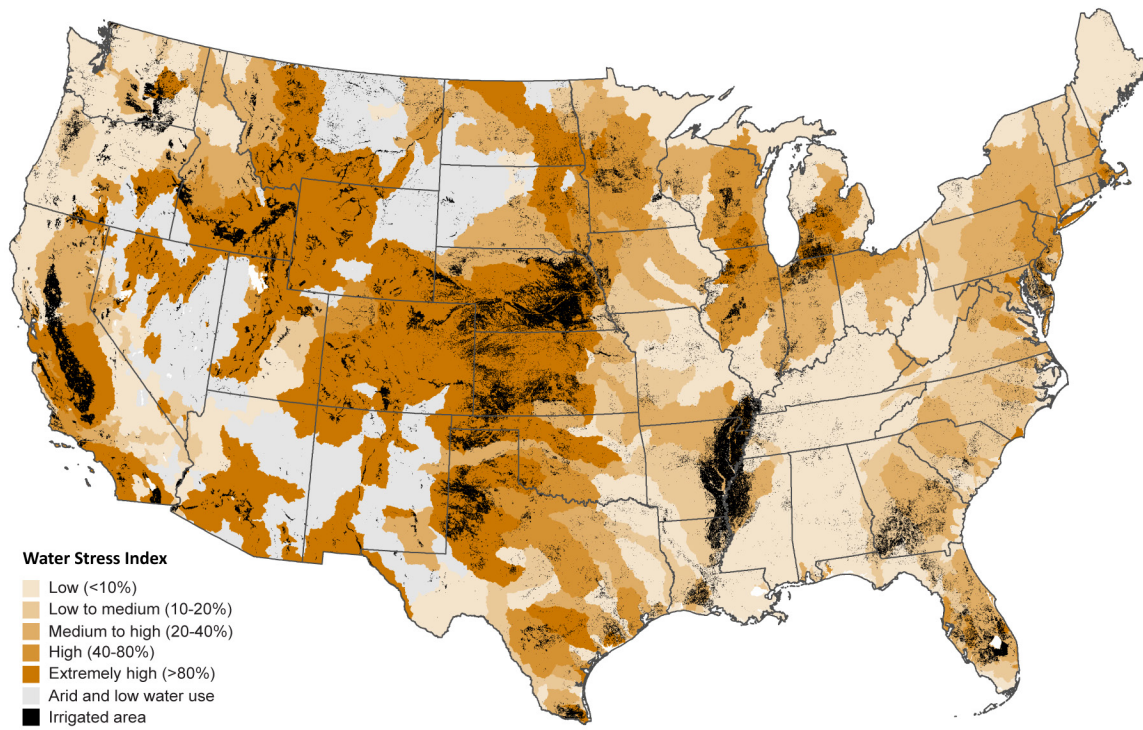 Water Stress Index
Low (<10%)
Low to medium (10-20%)
Medium to high (20-40%)
High (40-80%)
Extremely high (>80%)
Arid and low water use
Irrigated area